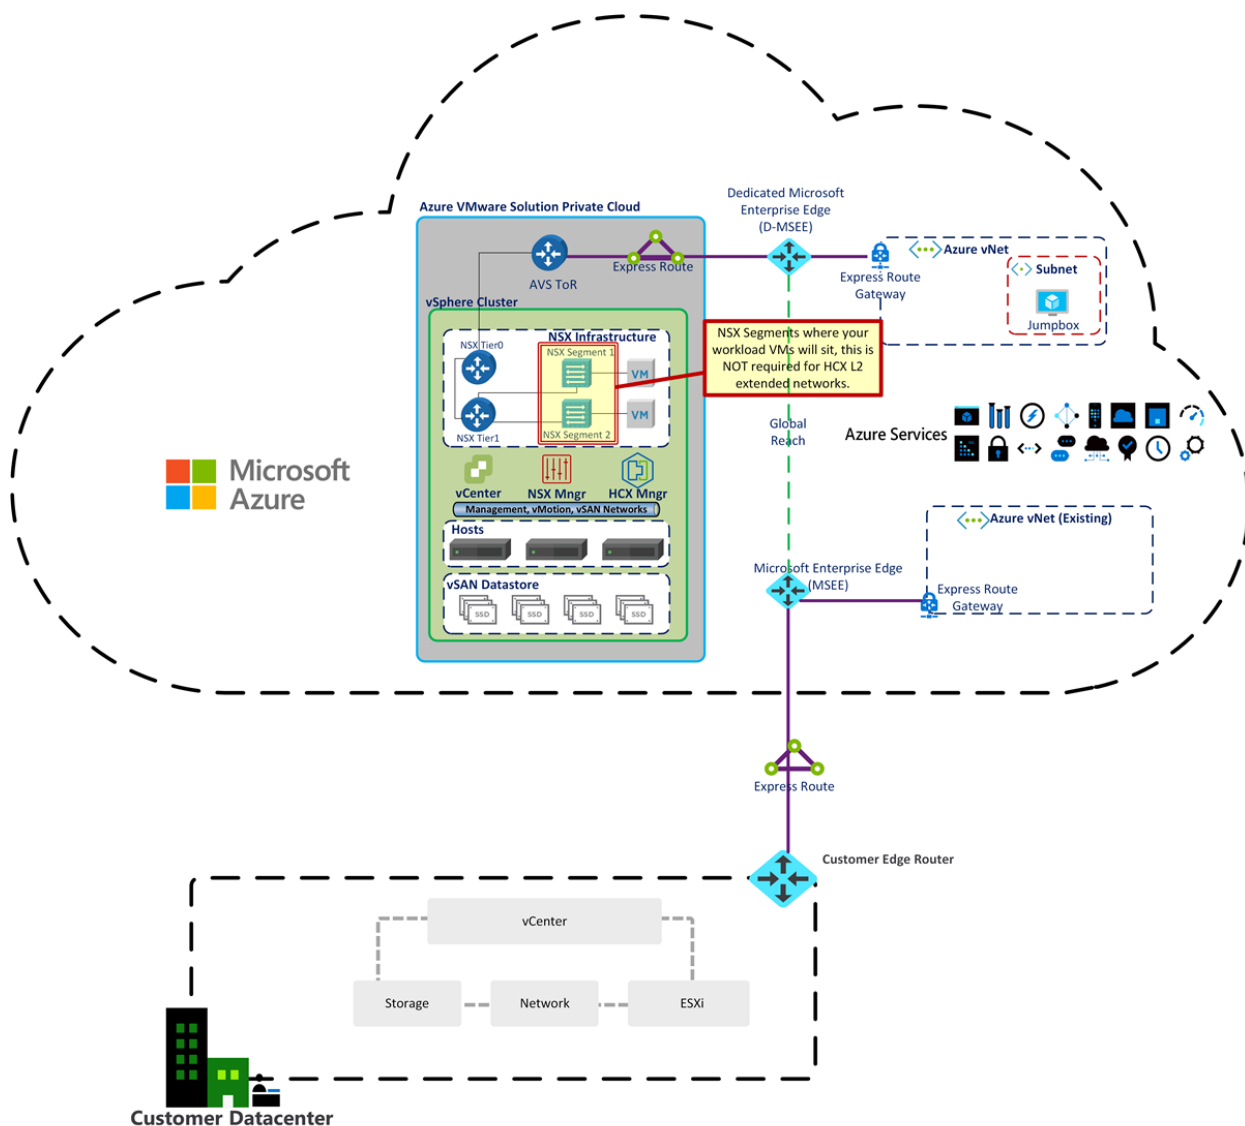 Azure VMware Solution Private Cloud
Dedicated Microsoft
Enterprise Edge
(D-MSEE)
AVS ToR
Express Route
Express Route
Gateway
Azure vNet
Subnet
Jumpbox
vSphere Cluster
NSX Infrastructure
NSX Tier0
NSX Segment 1
VM
NSX Tier1
NSX Segment 2
VM
NSX Segments where your
workload VMs will sit, this is
NOT required for HCX L2
extended networks.
Global
Reach
Azure Services
Microsoft
Azure
vCenter
NSX Mngr
HCX Mngr
Management, vMotion, vSAN Networks
Hosts
vSAN Datastore
SSD
SSD
SSD
SSD
Azure vNet (Existing)
Microsoft Enterprise Edge
(MSEE)
Express Route
Gateway
Express Route
Customer Edge Router
vCenter
Storage
Network
ESXi
Customer Datacenter